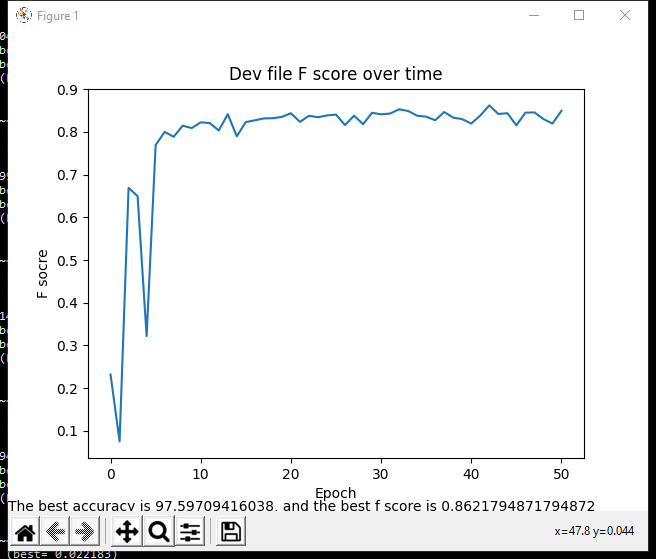 Figure 1
Dev file F score over time
0.9
0.8
0.7
0.6
0.5
0.4
0.3
0.2
0.1
F socre
0 10 20 30 40 50
Epoch
The best accuracy is 97.59709416038, and the best f score is 0.8621794871794872
x=47.8 y=0.044
(best= 0.022183)